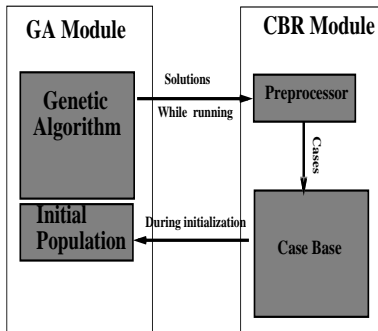 GA Module
CBR Module
Genetic
Algorithm
Solutions
While running
Preprocessor
Cases
Initial
Population
During initialization
Case Base